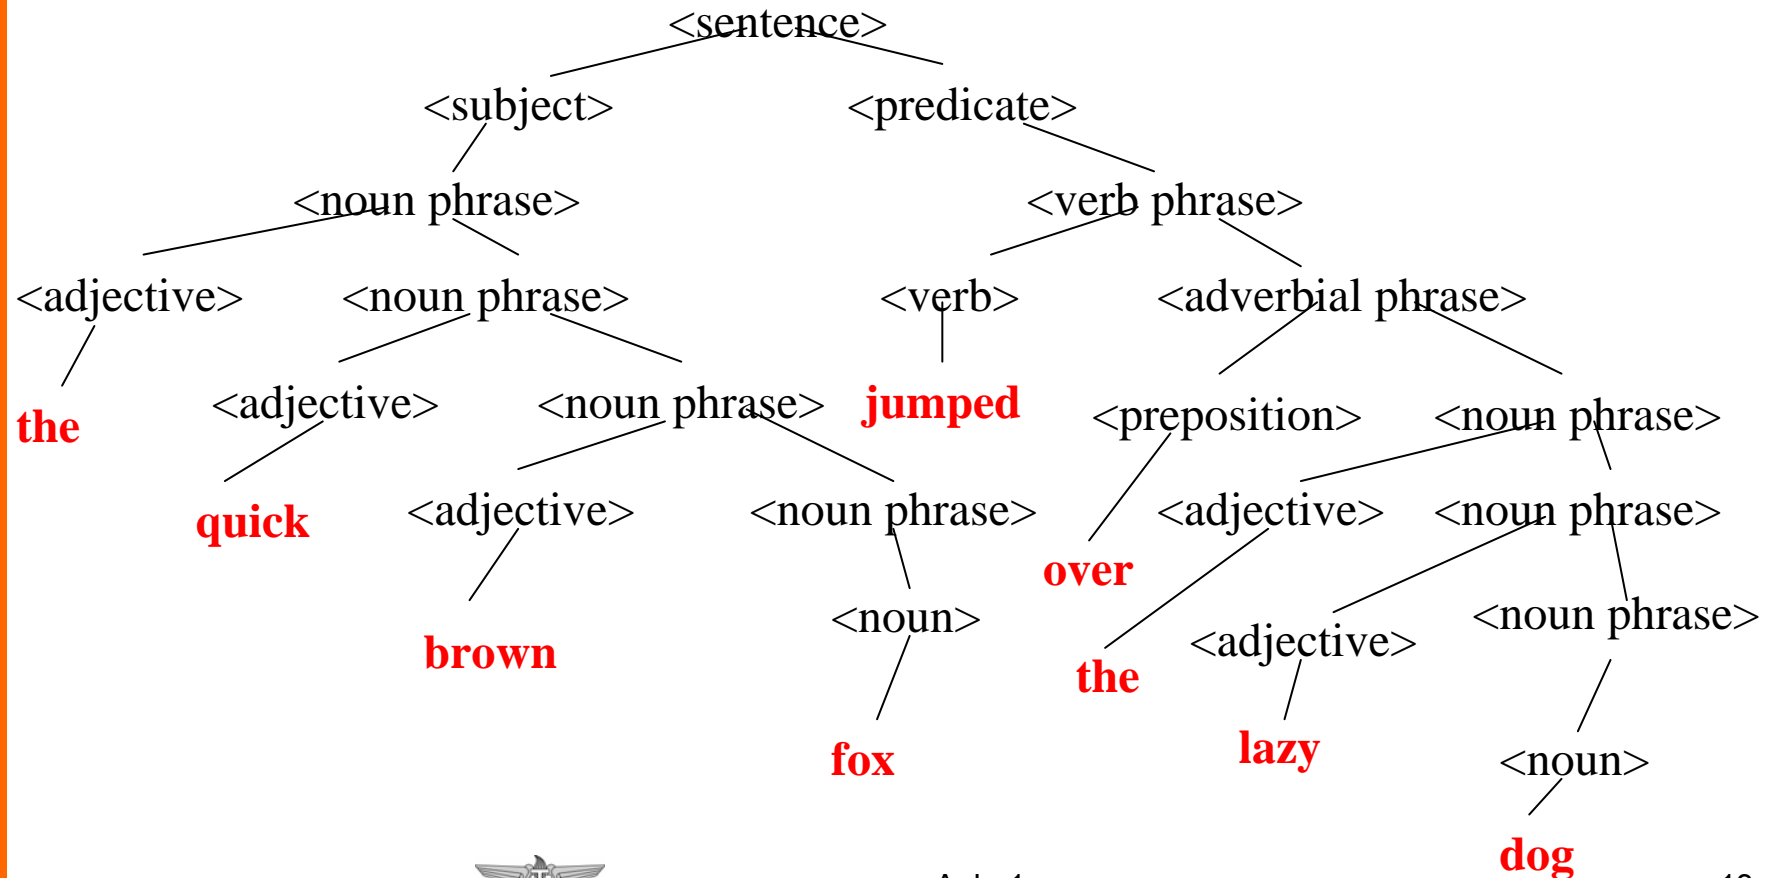 <sentence>
<subject> <predicate>
<noun phrase> <verb phrase>
<adjective> <noun phrase> <verb> <adverbial phrase>
the <adjective> <noun phrase> jumped <preposition> <noun phrase>
quick <adjective> <noun phrase> over <adjective> <noun phrase>
brown <noun> the <adjective> <noun phrase>
fox lazy <noun>
dog